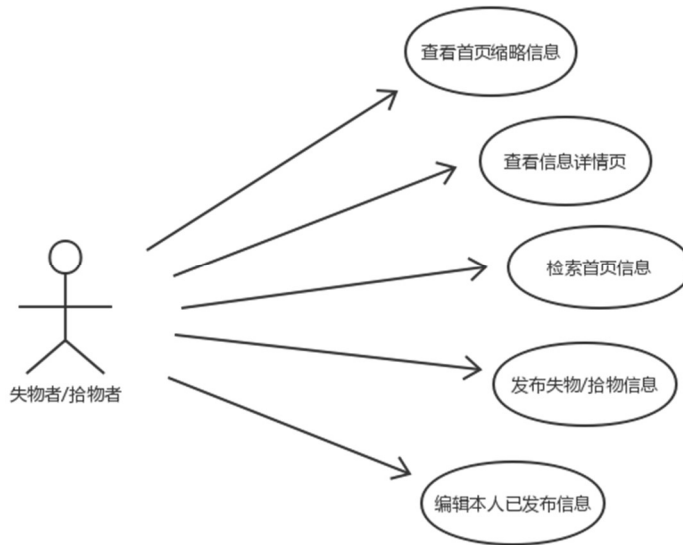 查看首页缩略信息
查看信息详情页
检索首页信息
失物者/拾物者
发布失物/拾物信息
编辑本人已发布信息